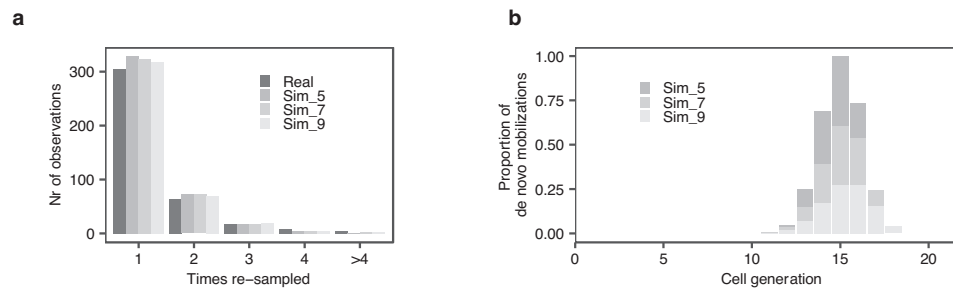 a
Nr of observations
300
200
100
0
Real
Sim_5
Sim_7
Sim_9
1 2 3 4 >4
Times re-sampled
b
Proportion of
de novo mobilizations
1.00
0.75
0.50
0.25
0.00
Sim_5
Sim_7
Sim_9
0 5 10 15 20
Cell generation